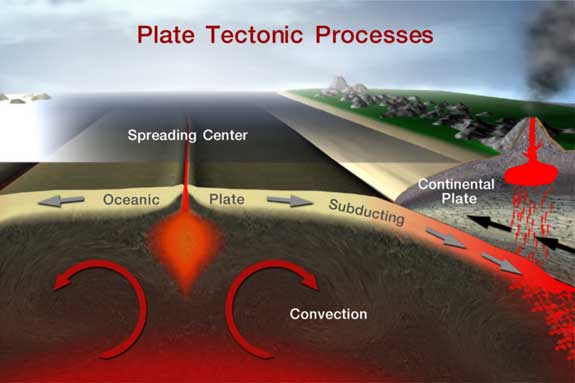 Plate Tectonic Processes
Spreading Center
Continental
Plate
Oceanic Plate
Subducting
Convection